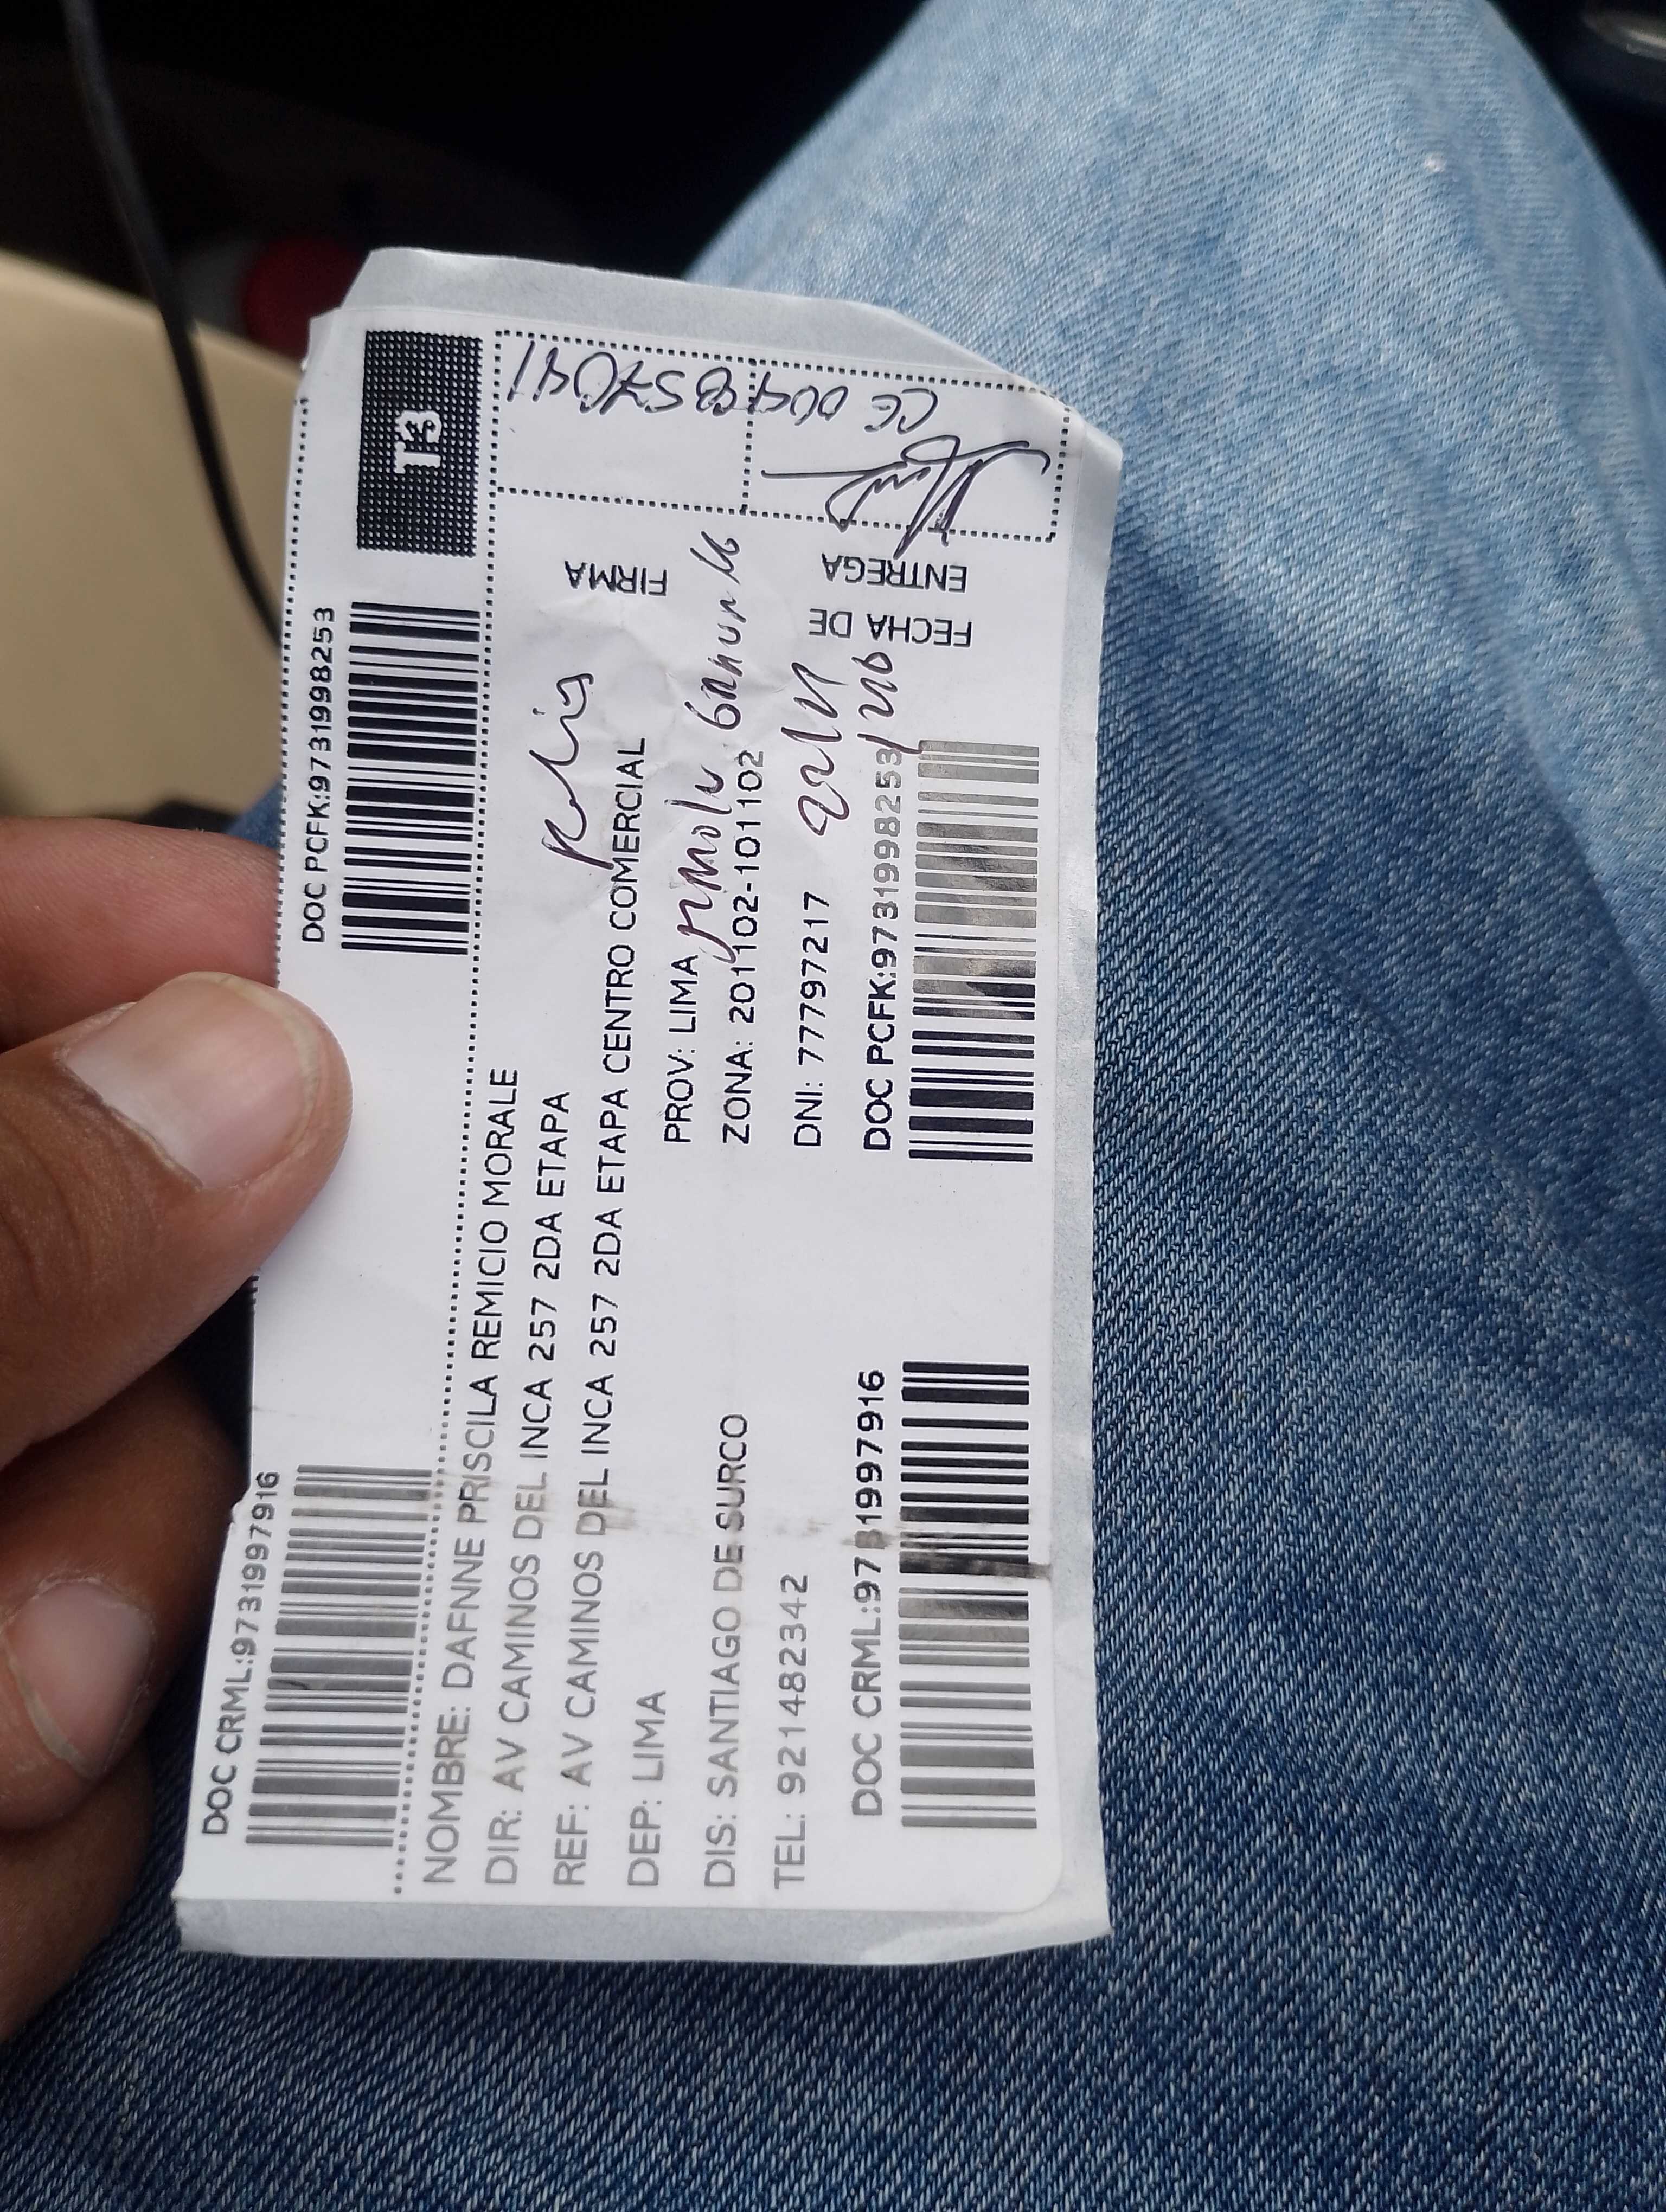 DOC CRML:9731997916
DOC PCFK:9731998253
T3
NOMBRE: DAFNNE PRISCILA REMICIO MORALE
DIR: AV CAMINOS DEL INCA 257 2DA ETAPA
REF: AV CAMINOS DEL INCA 257 2DA ETAPA CENTRO COMERCIAL
DEP: LIMA
PROV: LIMA
DIS: SANTIAGO DE SURCO
ZONA: 201102-101102
TEL: 921482342
DNI: 77797217
DOC CRML:9731997916
DOC PCFK:9731998253
FIRMA
FECHA DE
ENTREGA